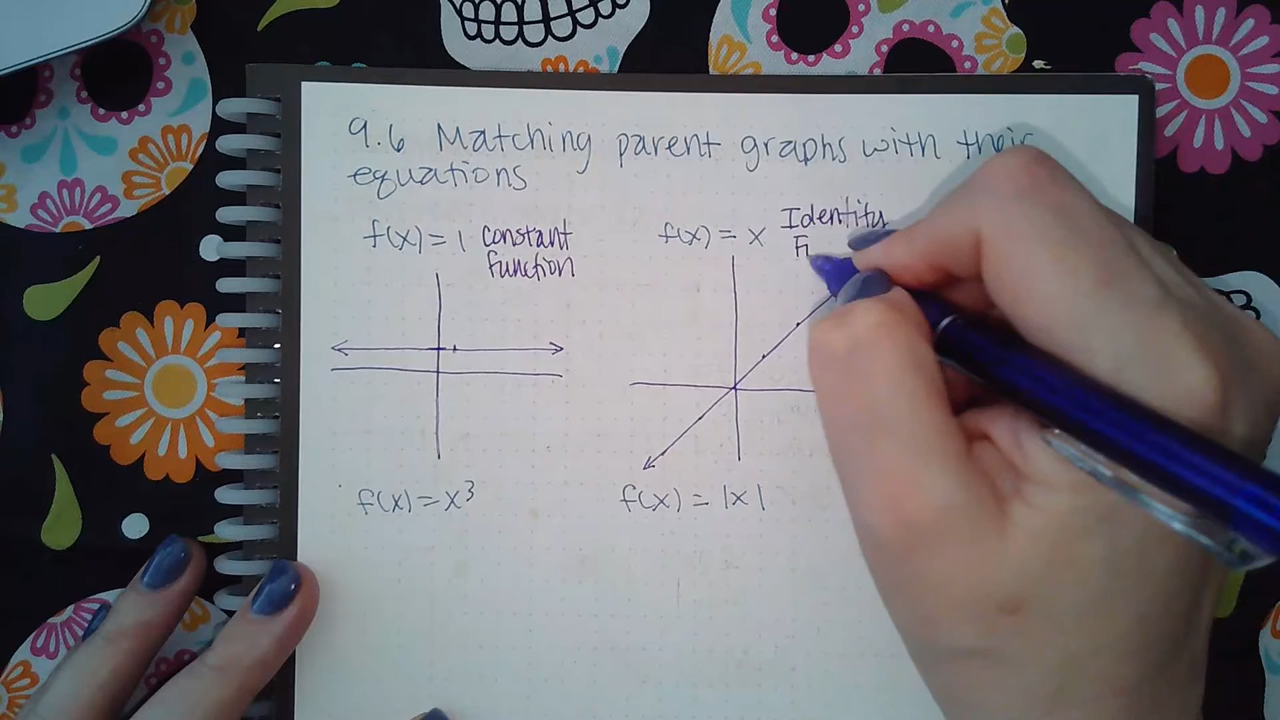 9.6 Matching parent graphs with their
equations
f(x) = 1 constant
function
f(x) = x Identity
f(x) = x³
f(x) = |x|